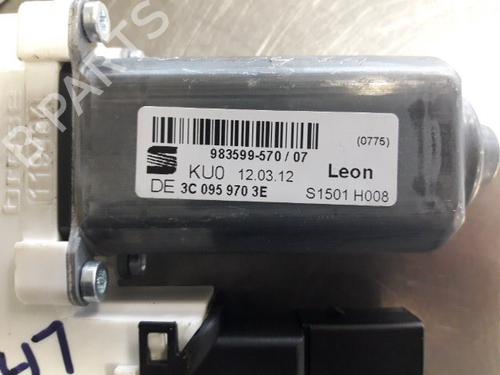 B-PARTS
983599-570 / 07
(0775)
KU0 12.03.12 Leon
DE 3C 095 970 3E S1501 H008